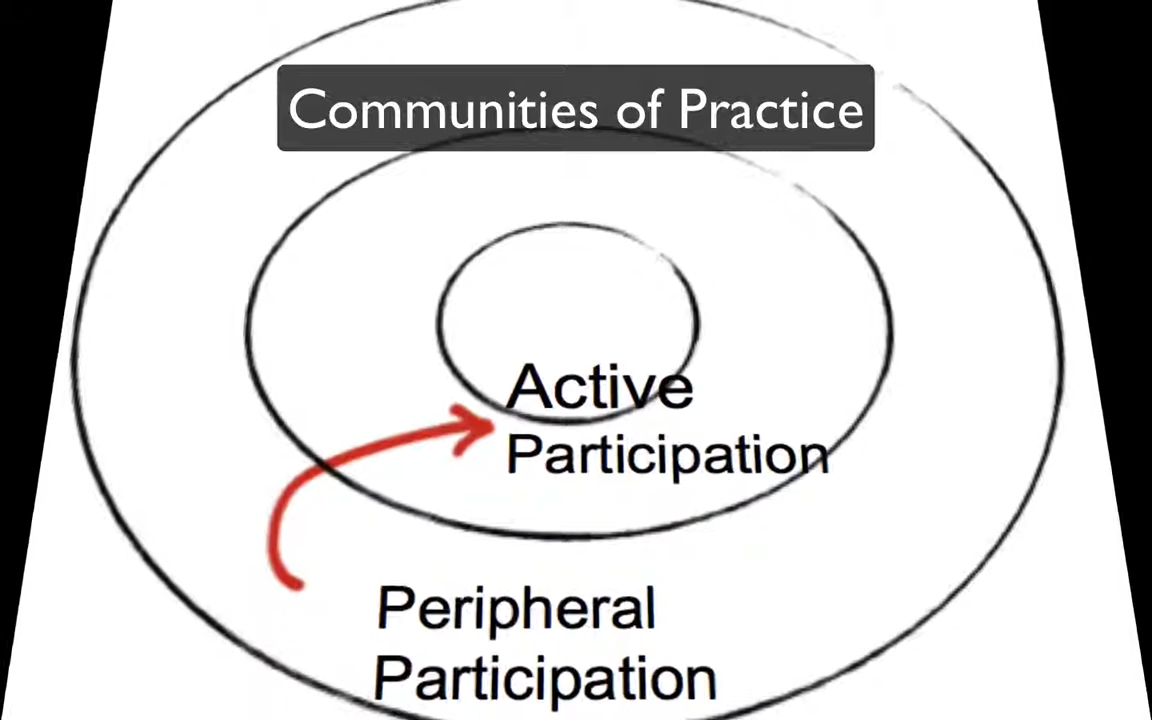 Communities of Practice
Active
Participation
Peripheral
Participation